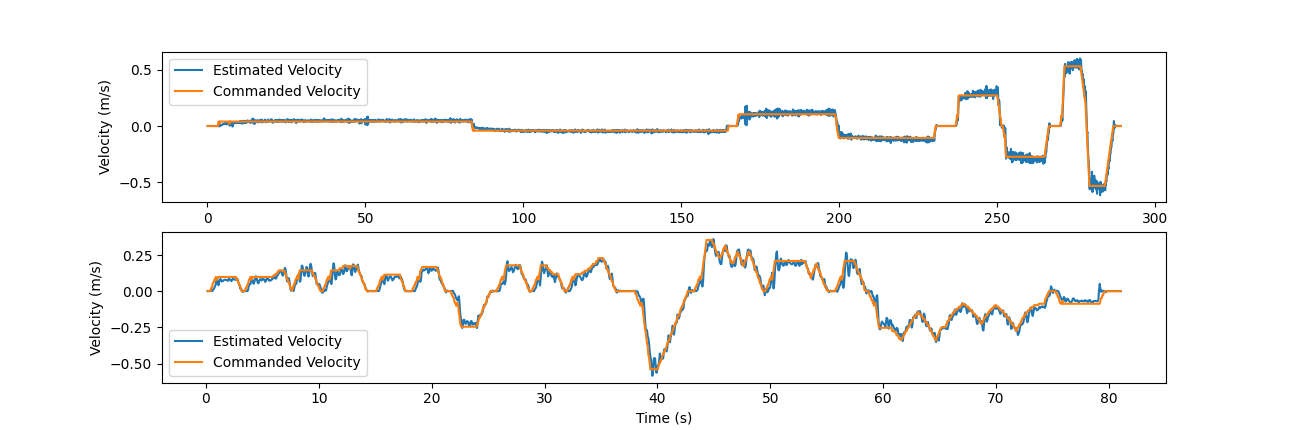 0.5
0.0
−0.5
Velocity (m/s)
Estimated Velocity
Commanded Velocity
0 50 100 150 200 250 300
0.25
0.00
−0.25
−0.50
Velocity (m/s)
Estimated Velocity
Commanded Velocity
0 10 20 30 40 50 60 70 80
Time (s)